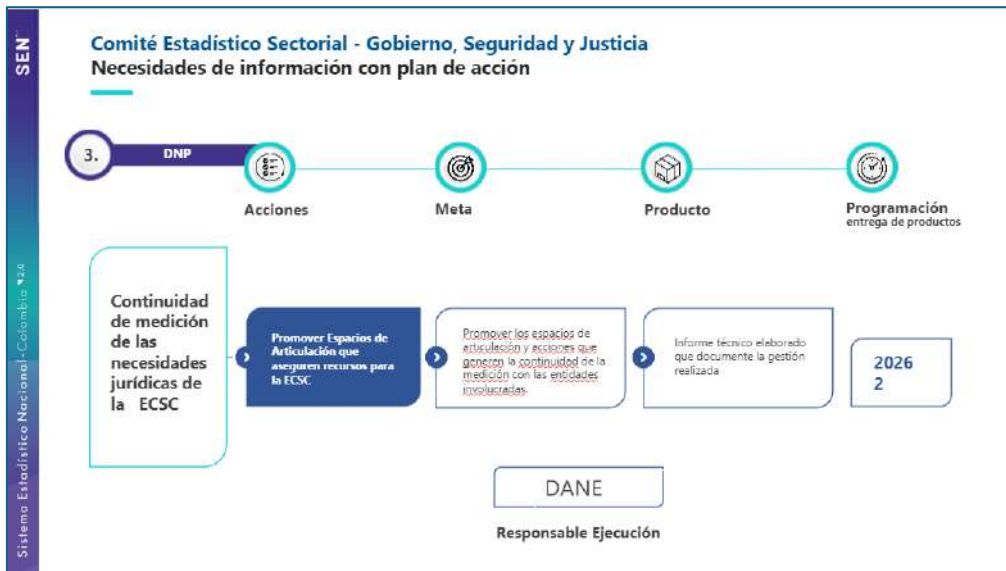 SEN
Comité Estadístico Sectorial - Gobierno, Seguridad y Justicia
Necesidades de información con plan de acción
3.
DNP
Acciones
Meta
Producto
Programación
entrega de productos
Continuidad
de medición
de las
necesidades
jurídicas de
la ECSC
Promover Espacios de
Articulación que
aseguren recursos para
la ECSC
Promover los espacios de
articulación y acciones que
generen la continuidad de la
medición con las entidades
involucradas.
Informe técnico elaborado
que documente la gestión
realizada
2026
2
DANE
Responsable Ejecución
Sistema Estadístico Nacional-Colombia V2.0